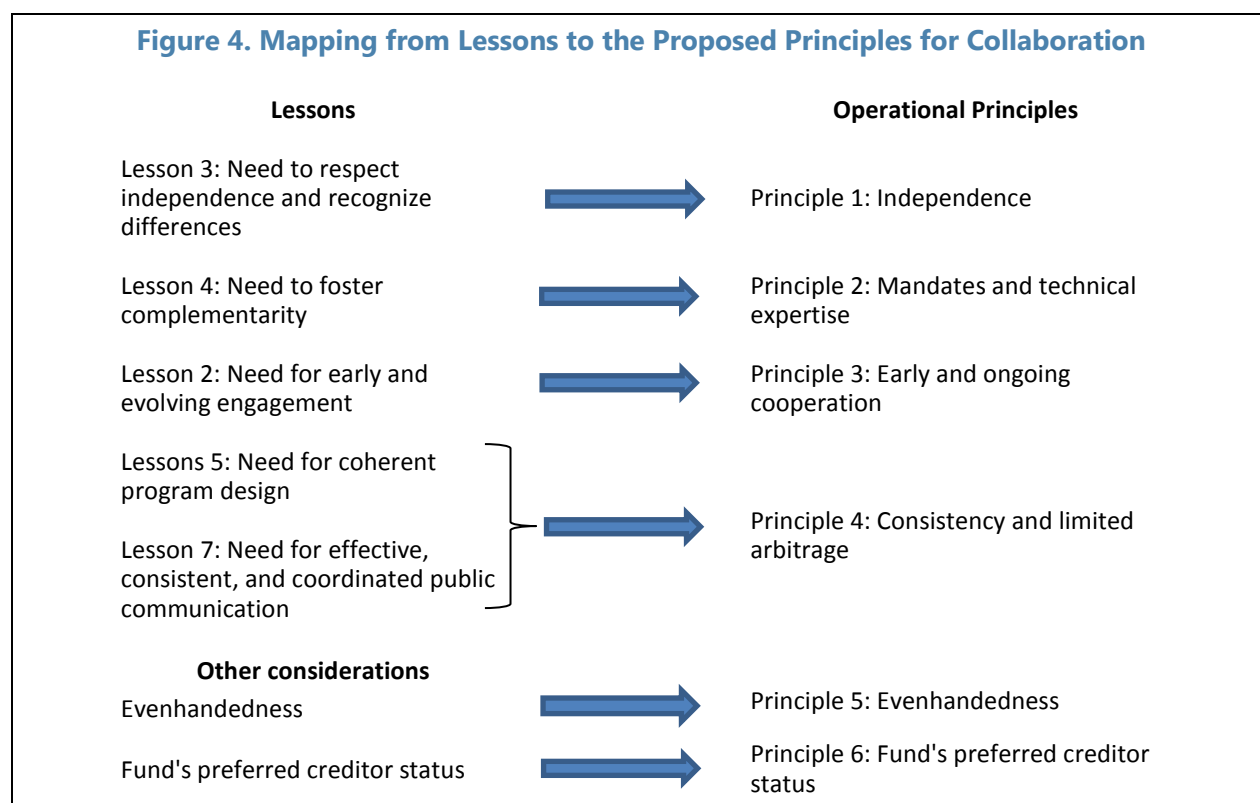 Figure 4. Mapping from Lessons to the Proposed Principles for Collaboration
Lessons
Operational Principles
Lesson 3: Need to respect
independence and recognize
differences
Principle 1: Independence
Lesson 4: Need to foster
complementarity
Principle 2: Mandates and technical
expertise
Lesson 2: Need for early and
evolving engagement
Principle 3: Early and ongoing
cooperation
Lessons 5: Need for coherent
program design
Lesson 7: Need for effective,
consistent, and coordinated public
communication
Principle 4: Consistency and limited
arbitrage
Other considerations
Evenhandedness
Principle 5: Evenhandedness
Fund's preferred creditor status
Principle 6: Fund's preferred creditor
status